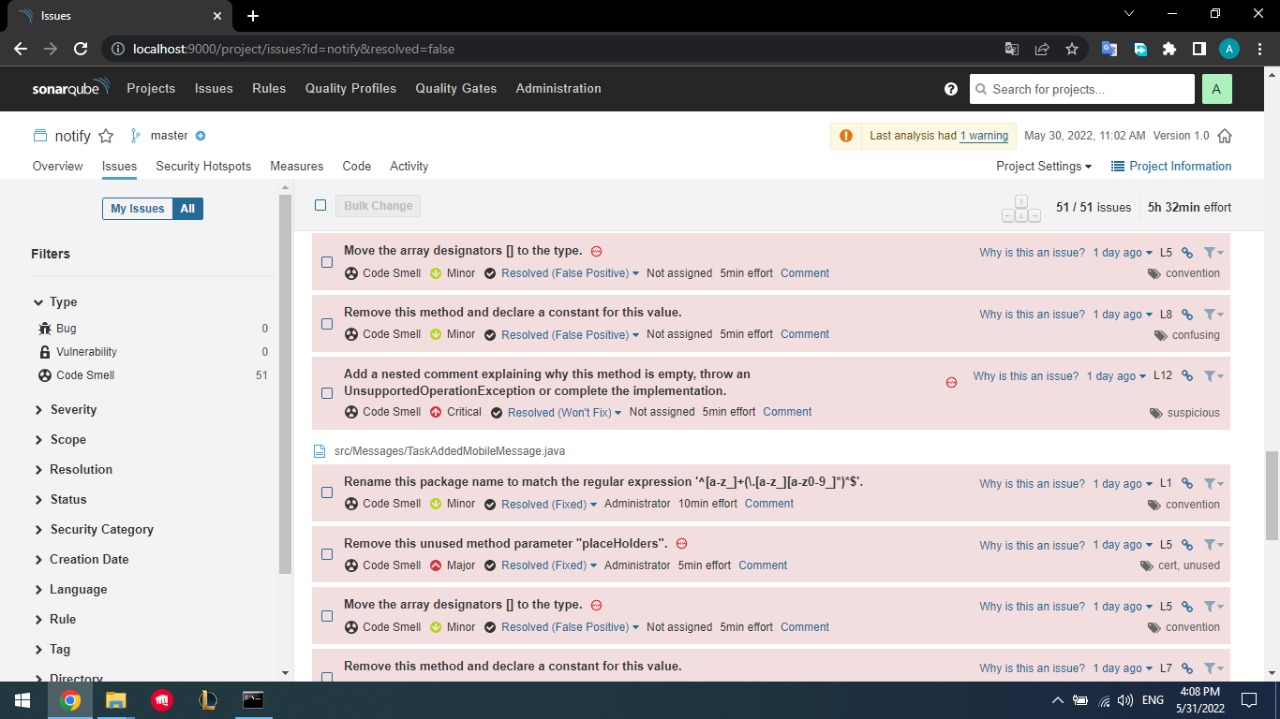 Issues
localhost:9000/project/issues?id=notify&resolved=false
A
sonarqube Projects Issues Rules Quality Profiles Quality Gates Administration
Search for projects...
A
notify master
Last analysis had 1 warning May 30, 2022, 11:02 AM Version 1.0
Overview Issues Security Hotspots Measures Code Activity
Project Settings Project Information
My Issues All
Filters
Type
Bug 0
Vulnerability 0
Code Smell 51
Severity
Scope
Resolution
Status
Security Category
Creation Date
Language
Rule
Tag
Directory
Bulk Change
51 / 51 issues 5h 32min effort
Move the array designators [] to the type. Why is this an issue? 1 day ago L5
Code Smell Minor Resolved (False Positive) Not assigned 5min effort Comment convention
Remove this method and declare a constant for this value. Why is this an issue? 1 day ago L8
Code Smell Minor Resolved (False Positive) Not assigned 5min effort Comment confusing
Add a nested comment explaining why this method is empty, throw an Why is this an issue? 1 day ago L12
UnsupportedOperationException or complete the implementation.
Code Smell Critical Resolved (Won't Fix) Not assigned 5min effort Comment suspicious
src/Messages/TaskAddedMobileMessage.java
Rename this package name to match the regular expression '^[a-z_]+(\.[a-z_][a-z0-9_]*)*$'. Why is this an issue? 1 day ago L1
Code Smell Minor Resolved (Fixed) Administrator 10min effort Comment convention
Remove this unused method parameter "placeHolders". Why is this an issue? 1 day ago L5
Code Smell Major Resolved (Fixed) Administrator 5min effort Comment cert, unused
Move the array designators [] to the type. Why is this an issue? 1 day ago L5
Code Smell Minor Resolved (False Positive) Not assigned 5min effort Comment convention
Remove this method and declare a constant for this value. Why is this an issue? 1 day ago L7
ENG
4:08 PM
5/31/2022